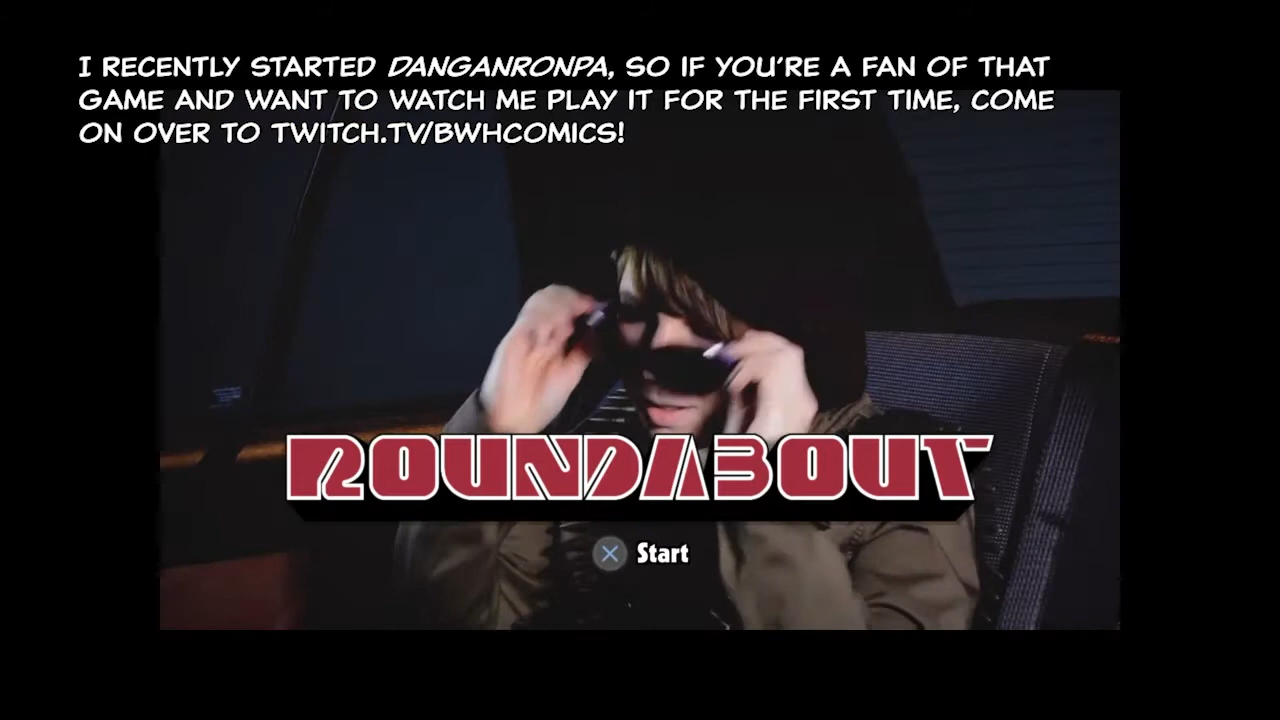 I RECENTLY STARTED DANGANRONPA, SO IF YOU'RE A FAN OF THAT
GAME AND WANT TO WATCH ME PLAY IT FOR THE FIRST TIME, COME
ON OVER TO TWITCH.TV/BWHCOMICS!
ROUNDABOUT
Start